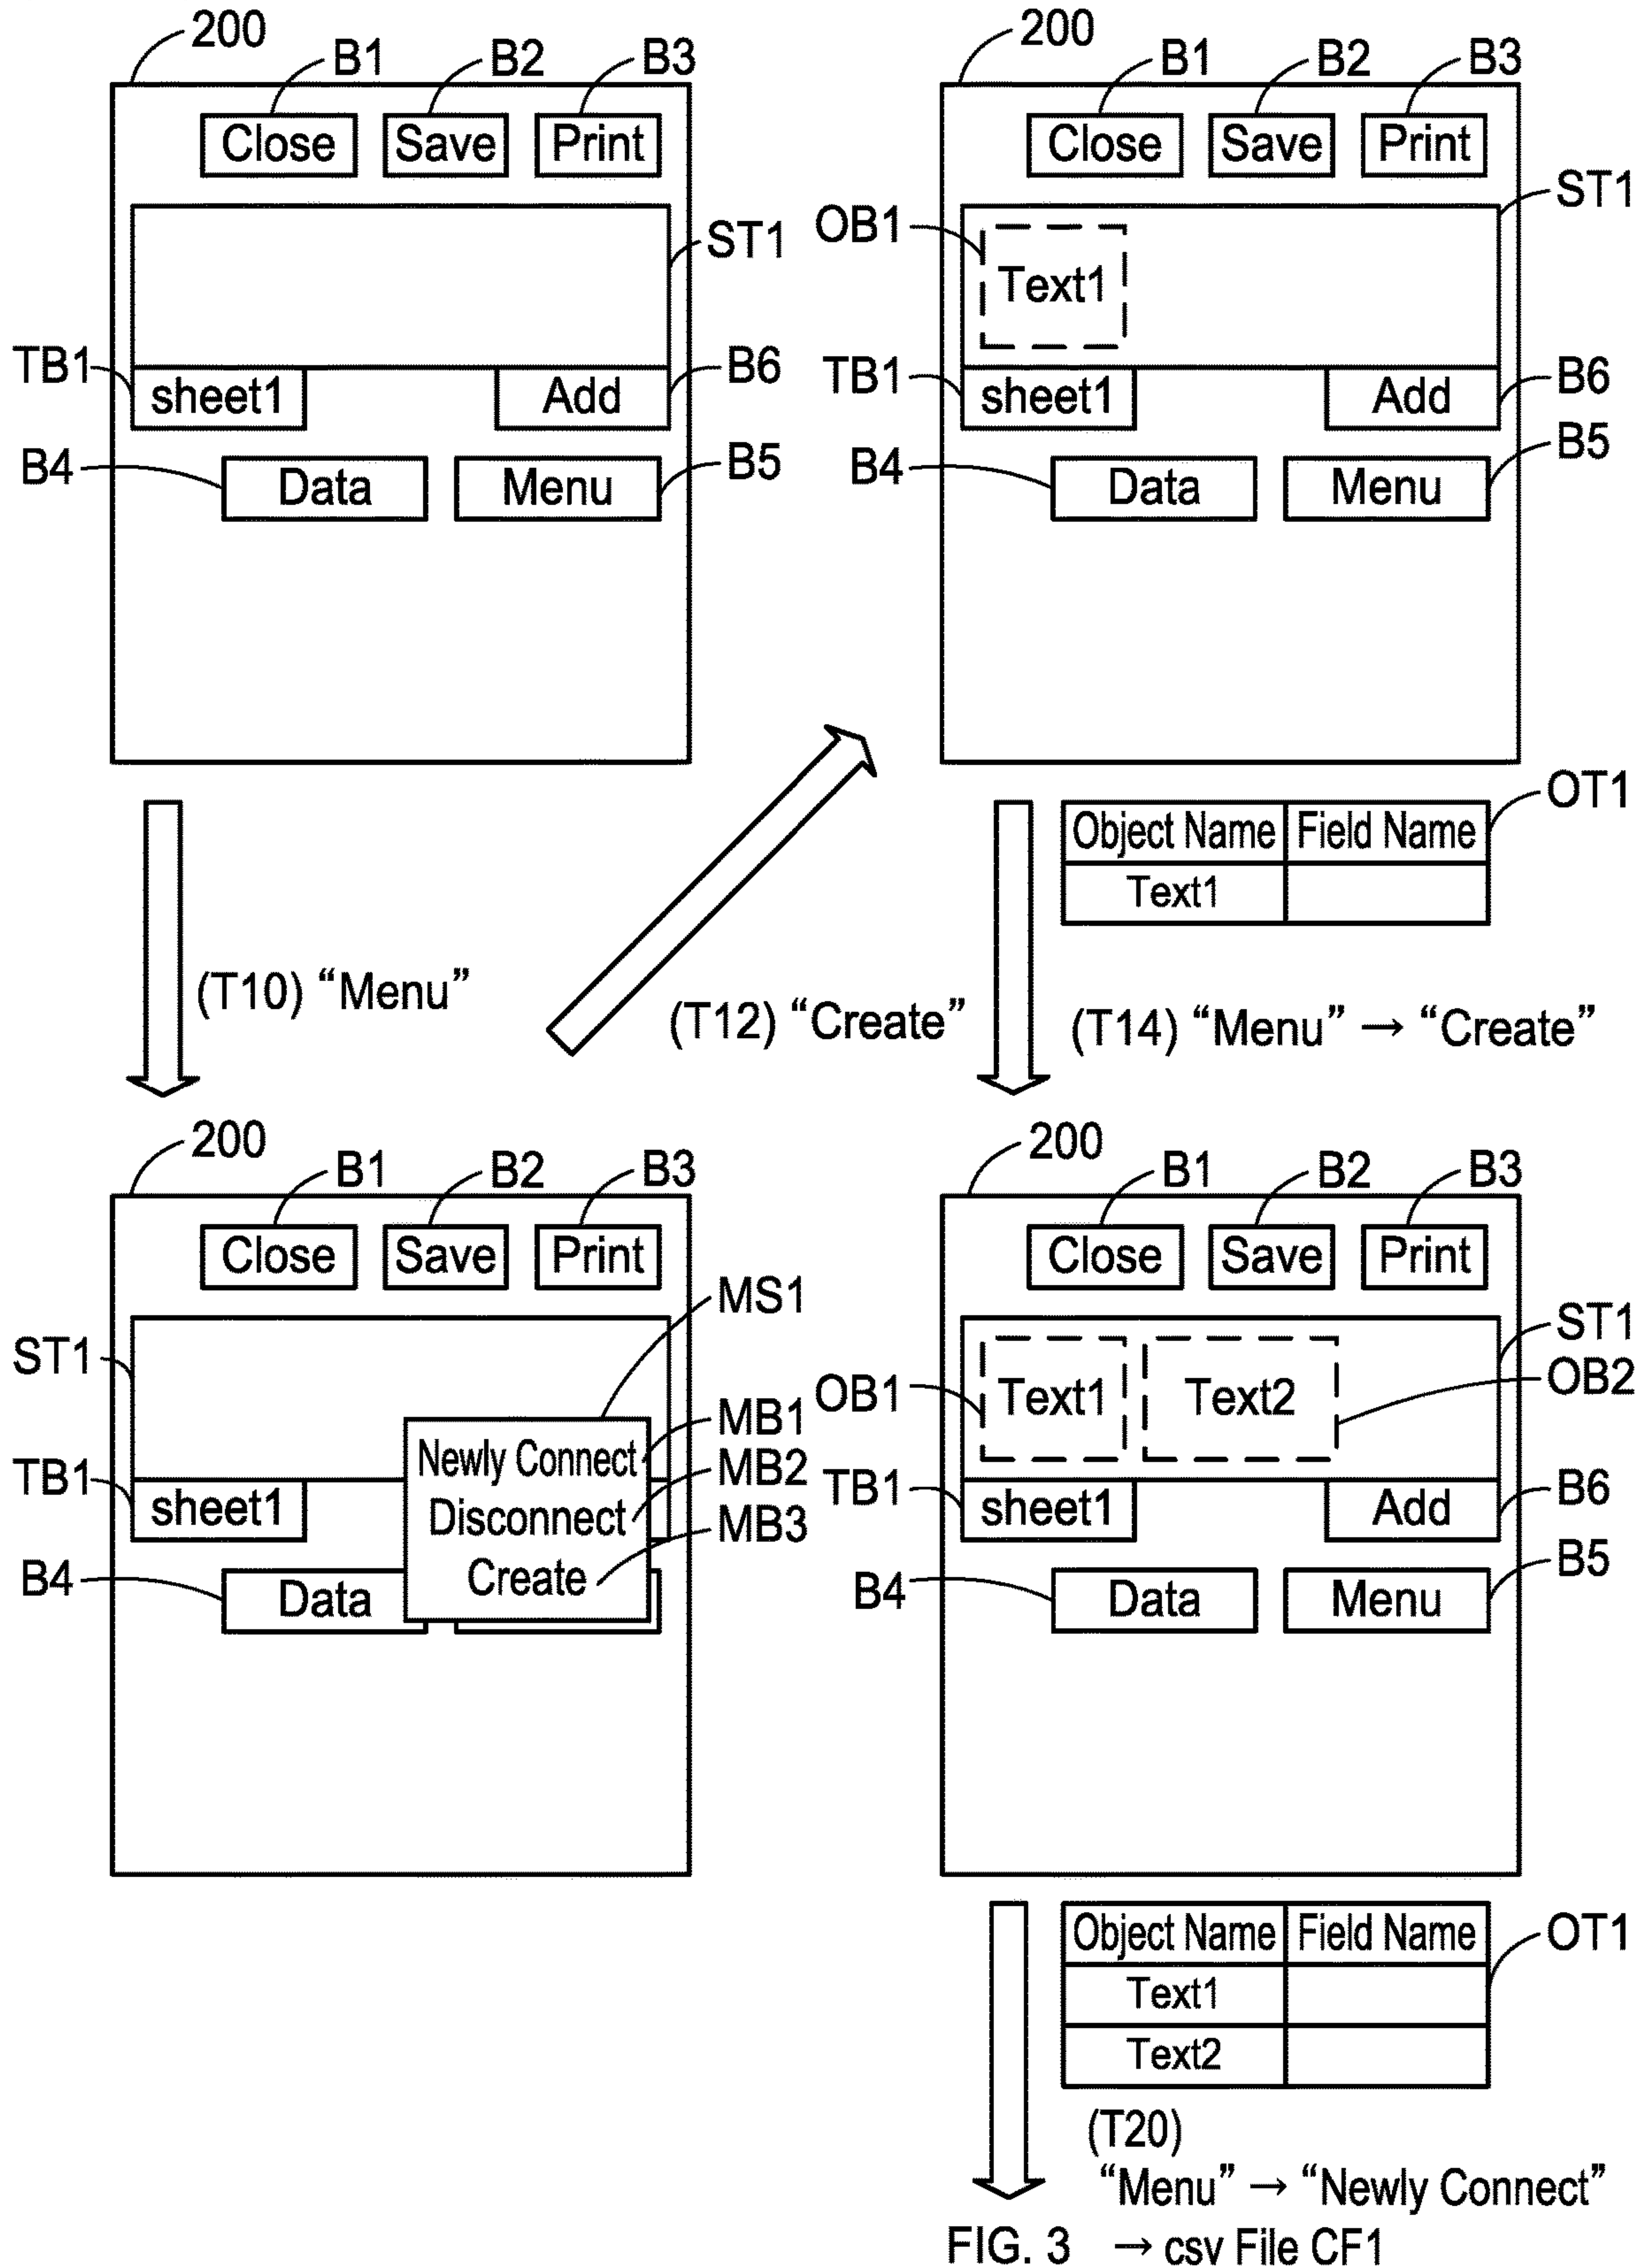 200
B1
B2
B3
Close
Save
Print
ST1
TB1
sheet1
Add
B6
B4
Data
Menu
B5
(T10) “Menu”
200
B1
B2
B3
Close
Save
Print
ST1
MS1
Newly Connect
MB1
Disconnect
MB2
Create
MB3
TB1
sheet1
B4
Data
(T12) “Create”
200
B1
B2
B3
Close
Save
Print
ST1
OB1
Text1
TB1
sheet1
Add
B6
B4
Data
Menu
B5
OT1
Object Name Field Name
Text1
(T14) “Menu” → “Create”
200
B1
B2
B3
Close
Save
Print
ST1
OB1
Text1
Text2
OB2
TB1
sheet1
Add
B6
B4
Data
Menu
B5
Object Name Field Name
OT1
Text1
Text2
(T20)
“Menu” → “Newly Connect”
FIG. 3 → csv File CF1